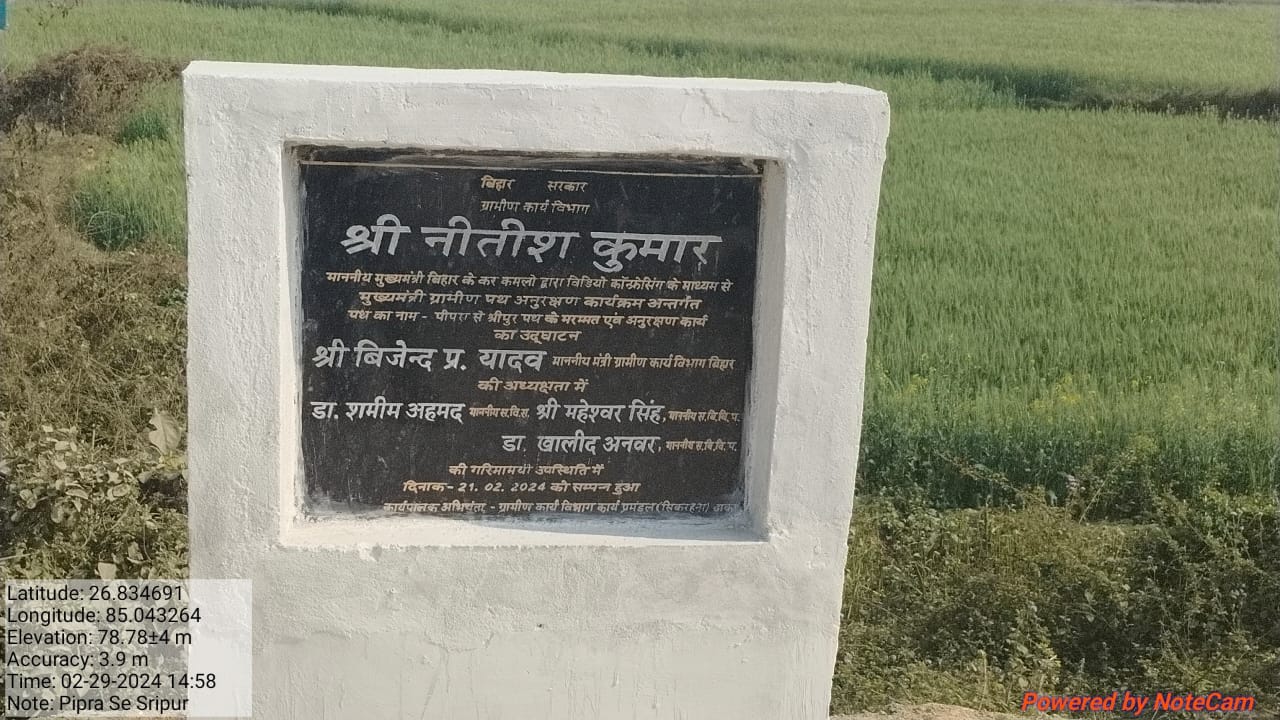 बिहार सरकार
ग्रामीण कार्य विभाग
श्री नीतीश कुमार
माननीय मुख्यमंत्री बिहार के कर कमलो द्वारा विडियो कॉन्फ्रेसिंग के माध्यम से
मुख्यमंत्री ग्रामीण पथ अनुरक्षण कार्यक्रम अन्तर्गत
पथ का नाम - पीपरा से श्रीपुर पथ के मरम्मत एवं अनुरक्षण कार्य
का उद्घाटन
श्री बिजेन्द प्र. यादव माननीय मंत्री ग्रामीण कार्य विभाग बिहार
की अध्यक्षता में
डा. शमीम अहमद माननीय स.वि.स. श्री महेश्वर सिंह, माननीय स.बि.वि.प.
डा. खालीद अनवर, माननीय स.बि.वि.प.
की गरिमामयी उपस्थिति में
दिनाक- 21. 02. 2024 को सम्पन्न हुआ
कार्यपालक अभियंता - ग्रामीण कार्य विभाग कार्य प्रमंडल
Latitude: 26.834691
Longitude: 85.043264
Elevation: 78.78±4 m
Accuracy: 3.9 m
Time: 02-29-2024 14:58
Note: Pipra Se Sripur
Powered by NoteCam